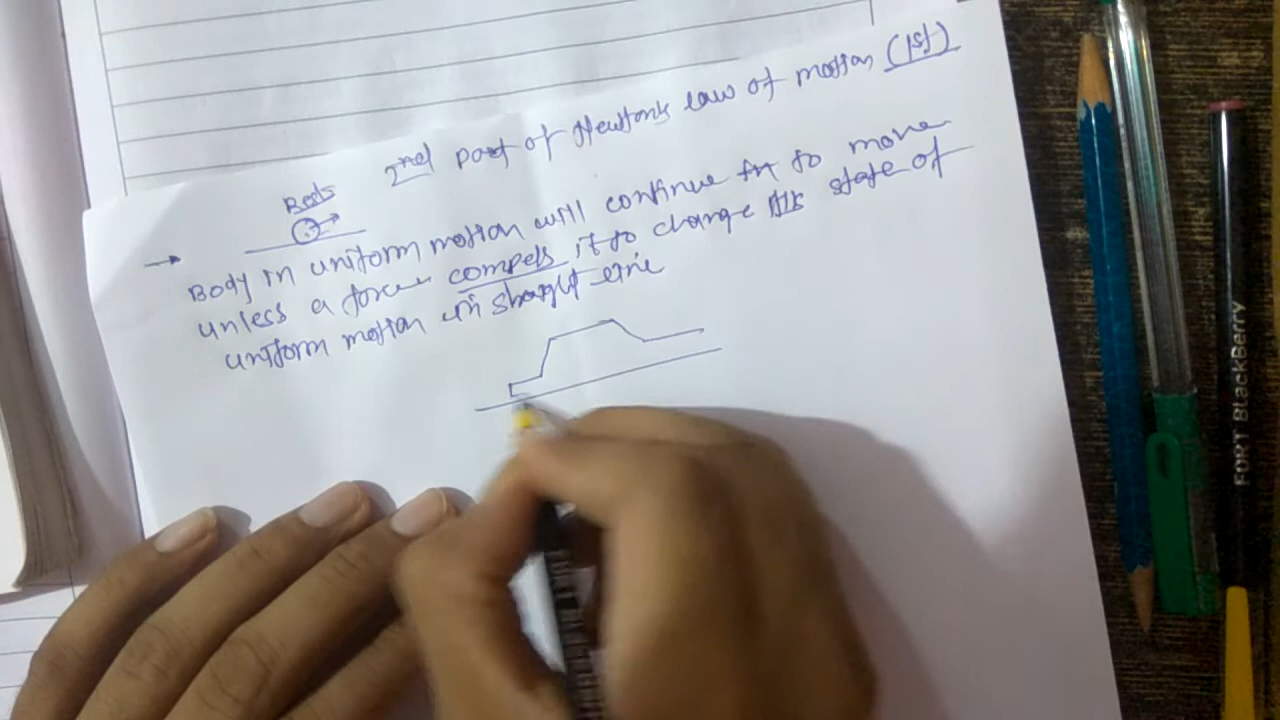 2nd part of Newton's law of motion (1st)
Body in uniform motion will continue to move
unless a force compels it to change its state of
uniform motion in straight line
FORT BLACKBERRY